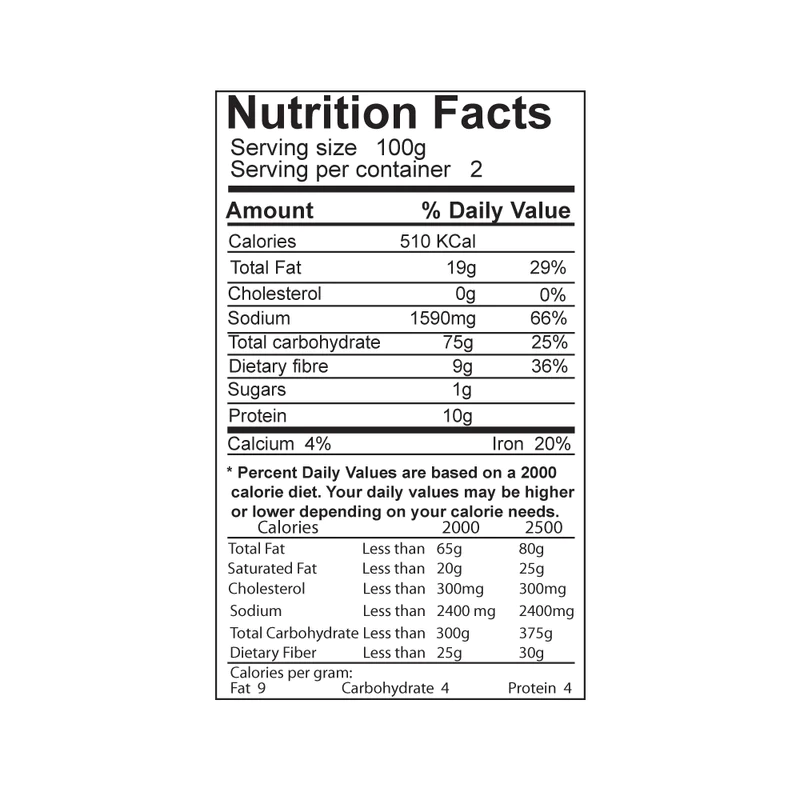 Nutrition Facts
Serving size 100g
Serving per container 2
Amount % Daily Value
Calories 510 KCal
Total Fat 19g 29%
Cholesterol 0g 0%
Sodium 1590mg 66%
Total carbohydrate 75g 25%
Dietary fibre 9g 36%
Sugars 1g
Protein 10g
Calcium 4% Iron 20%
* Percent Daily Values are based on a 2000
calorie diet. Your daily values may be higher
or lower depending on your calorie needs.
Calories 2000 2500
Total Fat Less than 65g 80g
Saturated Fat Less than 20g 25g
Cholesterol Less than 300mg 300mg
Sodium Less than 2400 mg 2400mg
Total Carbohydrate Less than 300g 375g
Dietary Fiber Less than 25g 30g
Calories per gram:
Fat 9 Carbohydrate 4 Protein 4